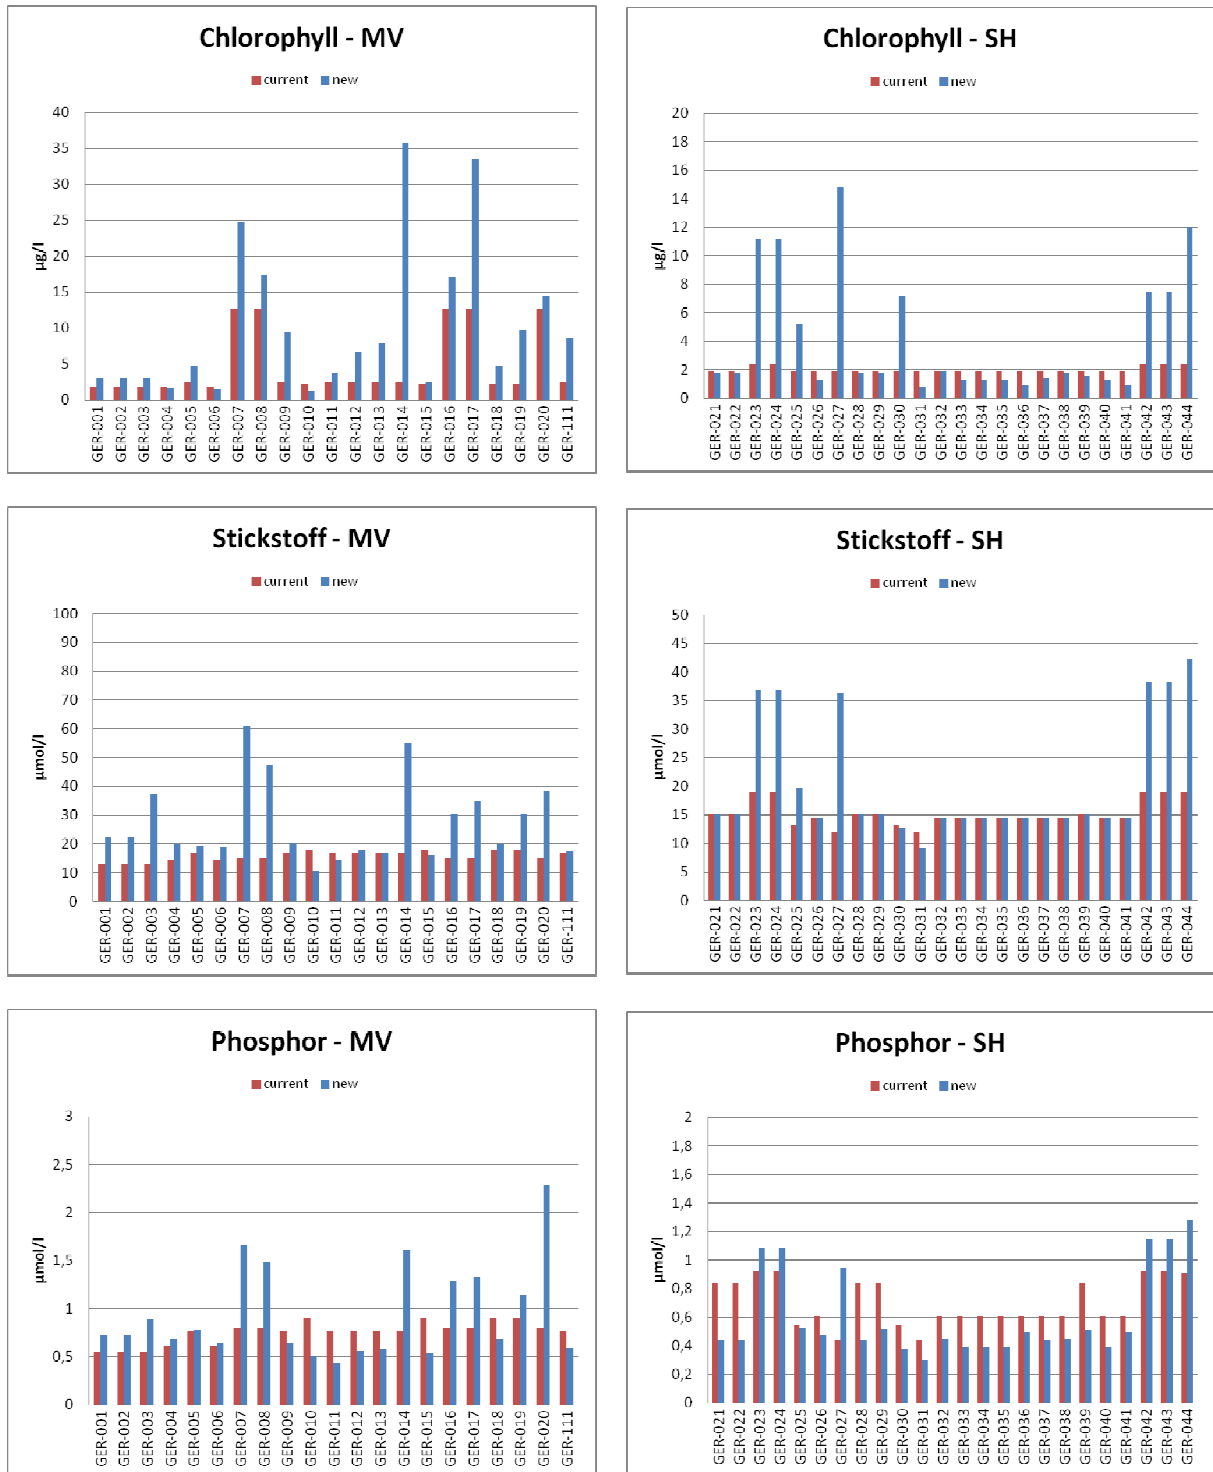 Chlorophyll - MV
current new
40
35
30
25
20
15
10
5
0
µg/l
GER-001
GER-002
GER-003
GER-004
GER-005
GER-006
GER-007
GER-008
GER-009
GER-010
GER-011
GER-012
GER-013
GER-014
GER-015
GER-016
GER-017
GER-018
GER-019
GER-020
GER-111
Chlorophyll - SH
current new
20
18
16
14
12
10
8
6
4
2
0
µg/l
GER-021
GER-022
GER-023
GER-024
GER-025
GER-026
GER-027
GER-028
GER-029
GER-030
GER-031
GER-032
GER-033
GER-034
GER-035
GER-036
GER-037
GER-038
GER-039
GER-040
GER-041
GER-042
GER-043
GER-044
Stickstoff - MV
current new
100
90
80
70
60
50
40
30
20
10
0
µmol/l
GER-001
GER-002
GER-003
GER-004
GER-005
GER-006
GER-007
GER-008
GER-009
GER-010
GER-011
GER-012
GER-013
GER-014
GER-015
GER-016
GER-017
GER-018
GER-019
GER-020
GER-111
Stickstoff - SH
current new
50
45
40
35
30
25
20
15
10
5
0
µmol/l
GER-021
GER-022
GER-023
GER-024
GER-025
GER-026
GER-027
GER-028
GER-029
GER-030
GER-031
GER-032
GER-033
GER-034
GER-035
GER-036
GER-037
GER-038
GER-039
GER-040
GER-041
GER-042
GER-043
GER-044
Phosphor - MV
current new
3
2,5
2
1,5
1
0,5
0
µmol/l
GER-001
GER-002
GER-003
GER-004
GER-005
GER-006
GER-007
GER-008
GER-009
GER-010
GER-011
GER-012
GER-013
GER-014
GER-015
GER-016
GER-017
GER-018
GER-019
GER-020
GER-111
Phosphor - SH
current new
2
1,8
1,6
1,4
1,2
1
0,8
0,6
0,4
0,2
0
µmol/l
GER-021
GER-022
GER-023
GER-024
GER-025
GER-026
GER-027
GER-028
GER-029
GER-030
GER-031
GER-032
GER-033
GER-034
GER-035
GER-036
GER-037
GER-038
GER-039
GER-040
GER-041
GER-042
GER-043
GER-044